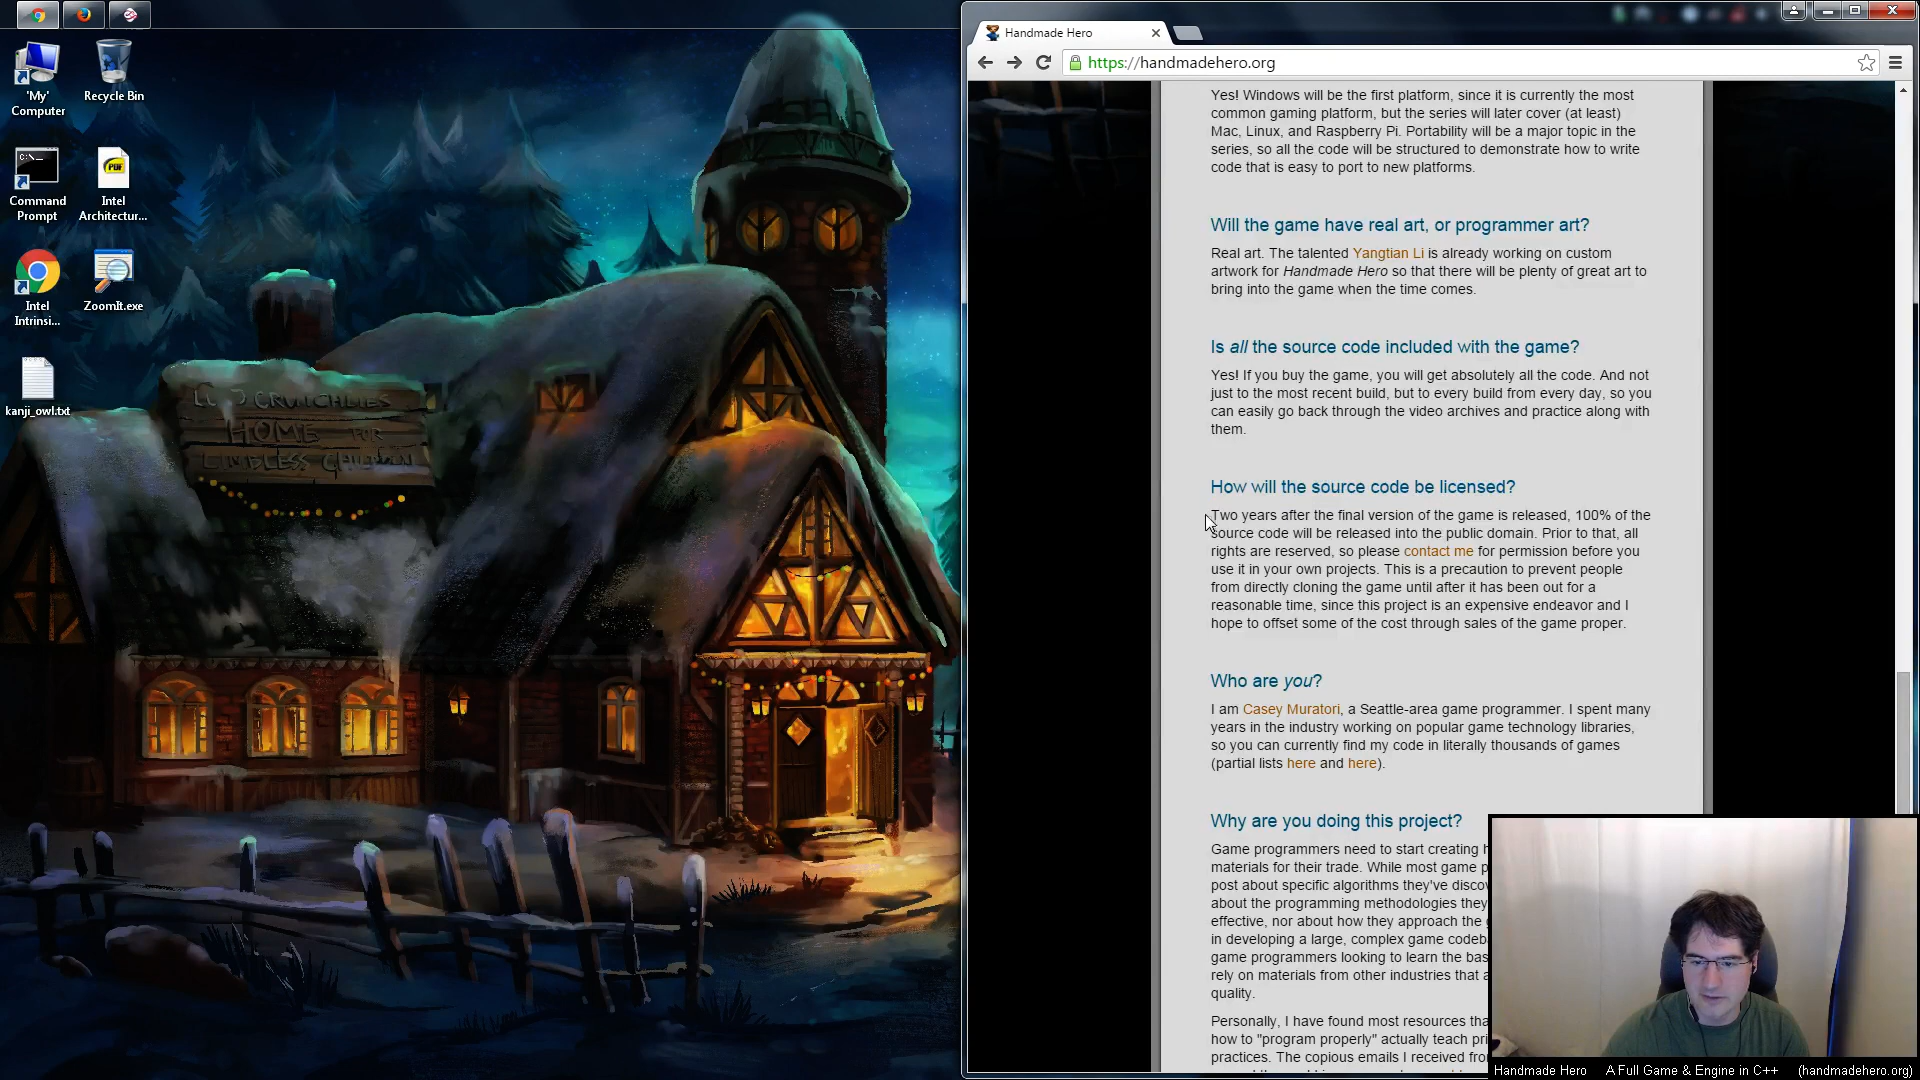 'My'
Computer
Recycle Bin
Command
Prompt
Intel
Architectur...
Intel
Intrinsi...
ZoomIt.exe
kanji_owl.txt
HOME FOR
Handmade Hero
https://handmadehero.org
Yes! Windows will be the first platform, since it is currently the most
common gaming platform, but the series will later cover (at least)
Mac, Linux, and Raspberry Pi. Portability will be a major topic in the
series, so all the code will be structured to demonstrate how to write
code that is easy to port to new platforms.
Will the game have real art, or programmer art?
Real art. The talented Yangtian Li is already working on custom
artwork for Handmade Hero so that there will be plenty of great art to
bring into the game when the time comes.
Is all the source code included with the game?
Yes! If you buy the game, you will get absolutely all the code. And not
just to the most recent build, but to every build from every day, so you
can easily go back through the video archives and practice along with
them.
How will the source code be licensed?
Two years after the final version of the game is released, 100% of the
source code will be released into the public domain. Prior to that, all
rights are reserved, so please contact me for permission before you
use it in your own projects. This is a precaution to prevent people
from directly cloning the game until after it has been out for a
reasonable time, since this project is an expensive endeavor and I
hope to offset some of the cost through sales of the game proper.
Who are you?
I am Casey Muratori, a Seattle-area game programmer. I spent many
years in the industry working on popular game technology libraries,
so you can currently find my code in literally thousands of games
(partial lists here and here).
Why are you doing this project?
Game programmers need to start creating
materials for their trade. While most game
post about specific algorithms they've
about the programming methodologies they
effective, nor about how they approach the
in developing a large, complex game
game programmers looking to learn the
rely on materials from other industries that
quality.
Personally, I have found most resources
how to "program properly" actually teach
practices. The copious emails I received
Handmade Hero A Full Game & Engine in C++ (handmadehero.org)